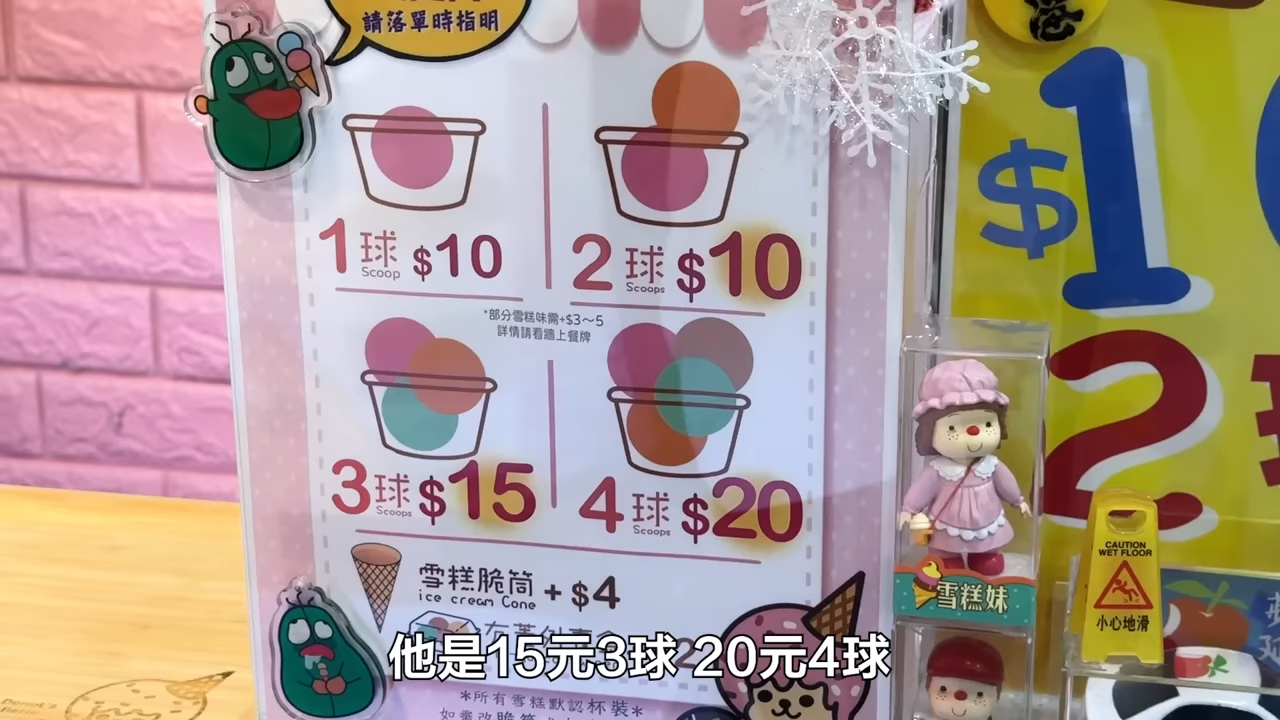 請落單時指明
1球 $10
Scoop
2球 $10
Scoops
*部分雪糕味需+$3～5
詳情請看牆上餐牌
3球 $15
Scoops
4球 $20
Scoops
雪糕脆筒 + $4
ice cream Cone
*所有雪糕默認杯裝*
$1
2
雪糕妹
CAUTION
WET FLOOR
小心地滑
他是15元3球 20元4球